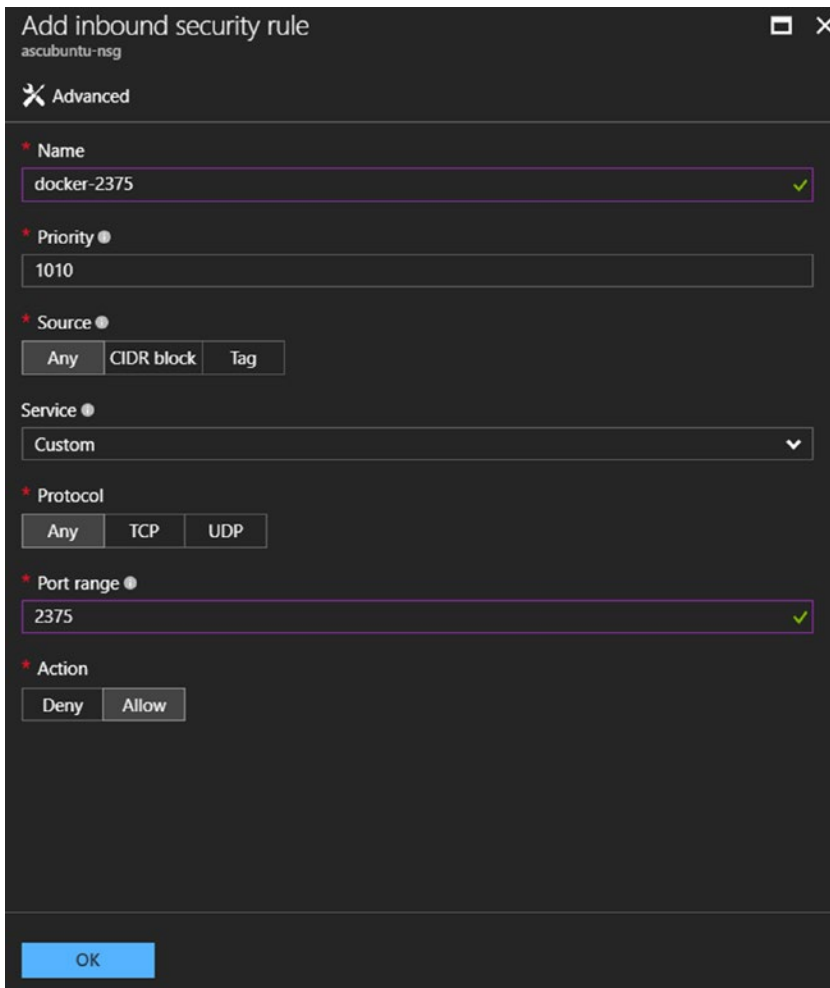 Add inbound security rule
ascubuntu-nsg
Advanced
* Name
docker-2375
* Priority
1010
* Source
Any CIDR block Tag
Service
Custom
* Protocol
Any TCP UDP
* Port range
2375
* Action
Deny Allow
OK